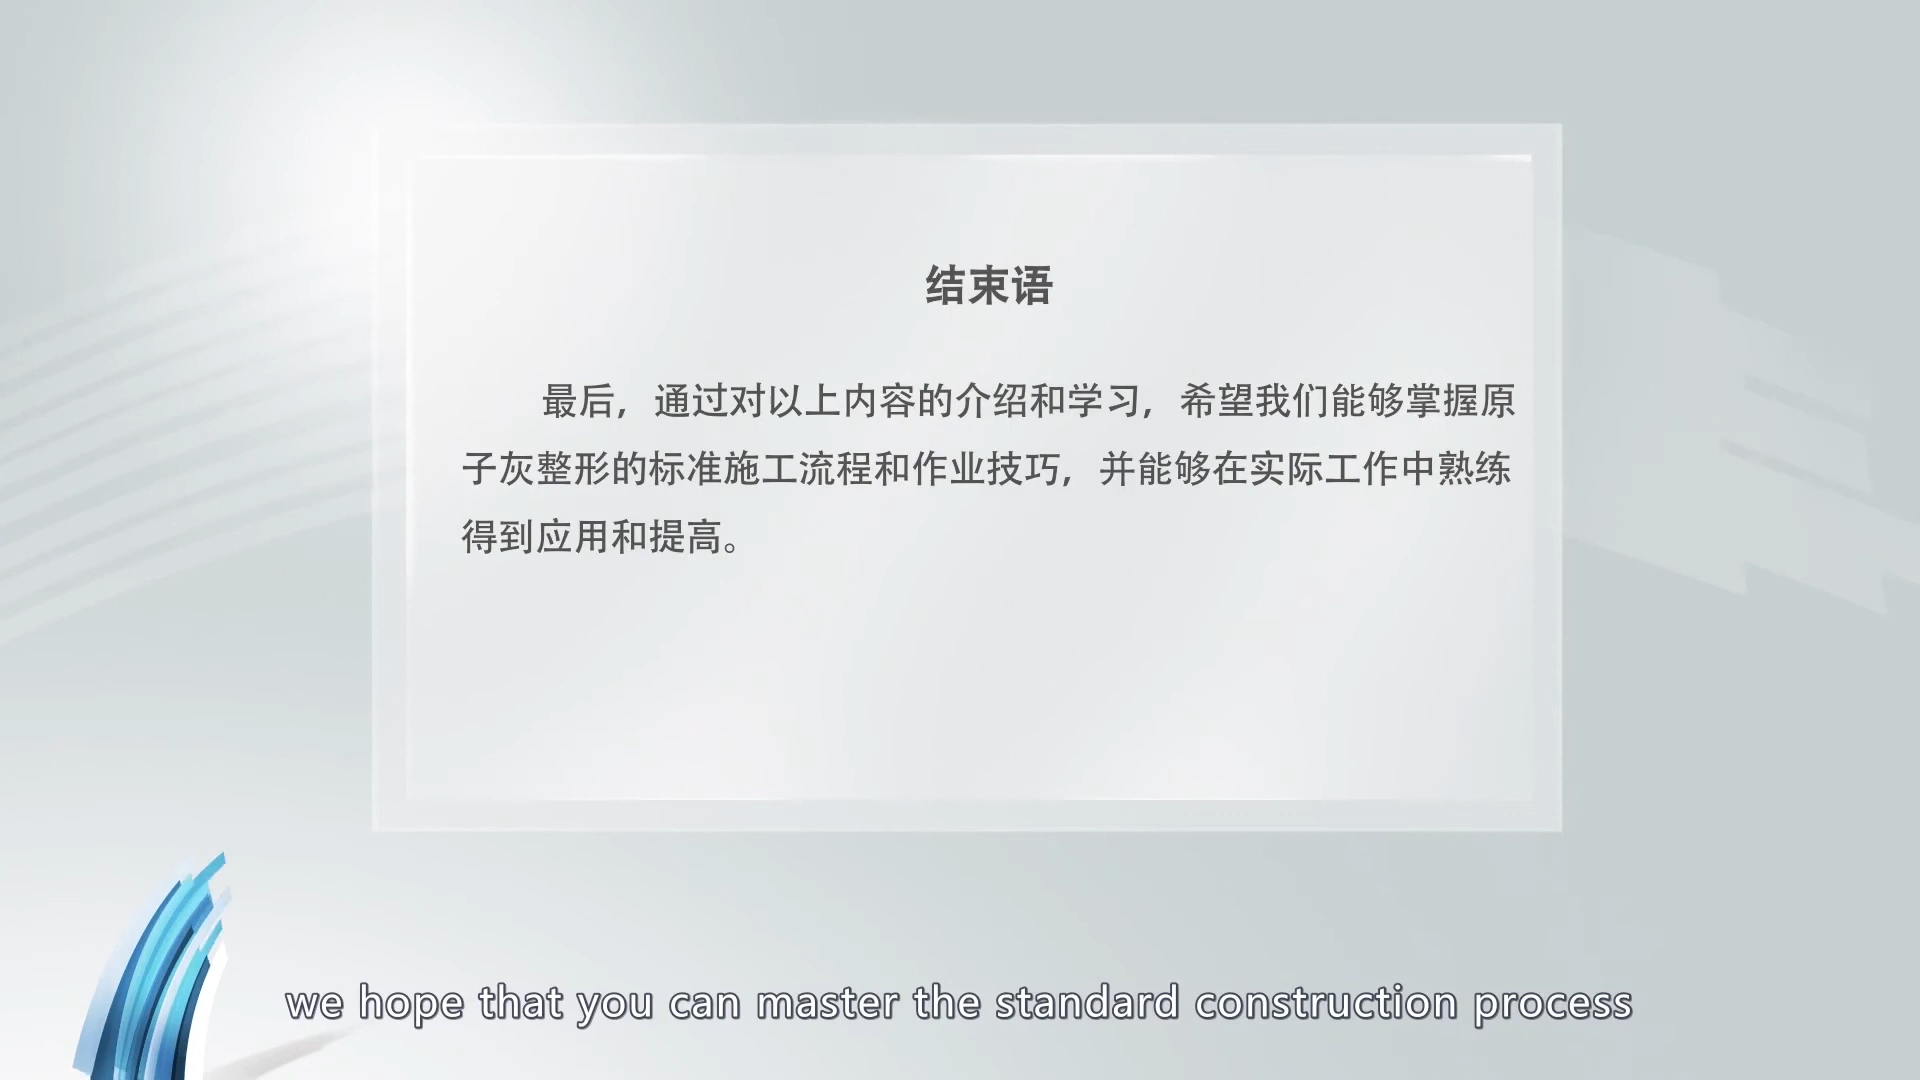 结束语
最后，通过对以上内容的介绍和学习，希望我们能够掌握原
子灰整形的标准施工流程和作业技巧，并能够在实际工作中熟练
得到应用和提高。
we hope that you can master the standard construction process